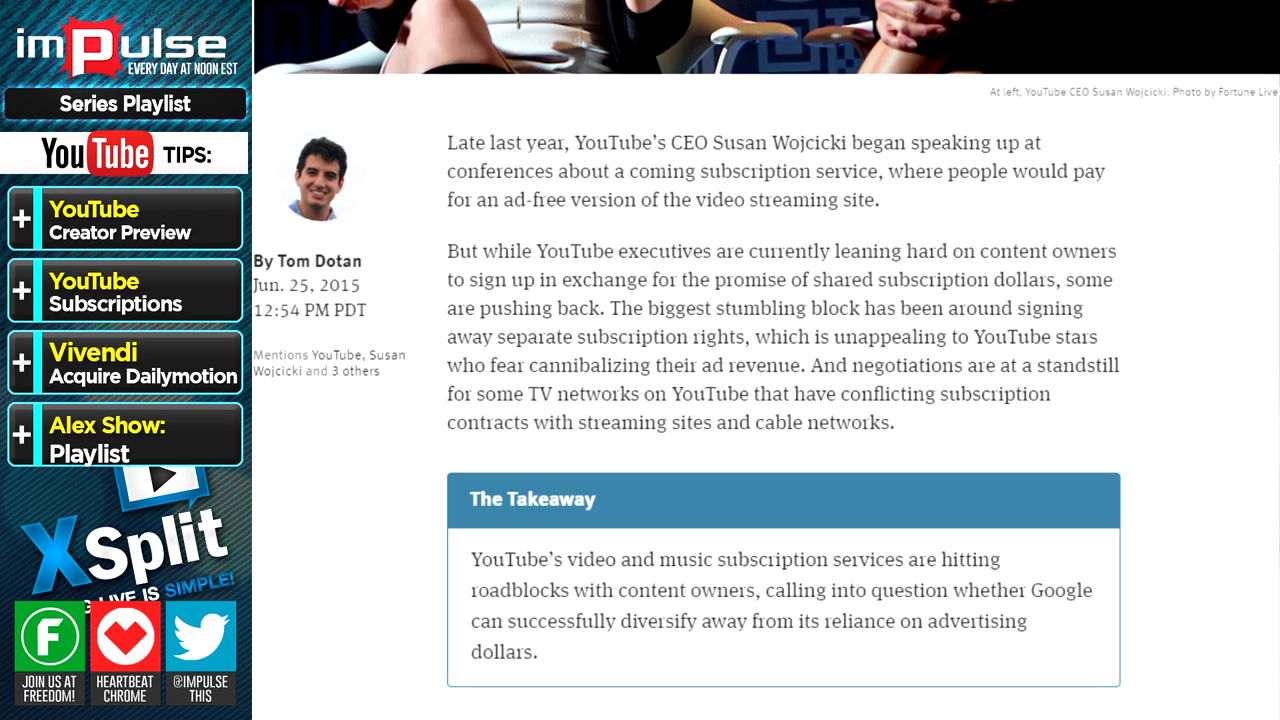 imPulse
EVERY DAY AT NOON EST
Series Playlist
YouTube TIPS:
+ YouTube
Creator Preview
+ YouTube
Subscriptions
+ Vivendi
Acquire Dailymotion
+ Alex Show:
Playlist
XSplit
LIVE IS SIMPLE!
F
JOIN US AT
FREEDOM!
HEARTBEAT
CHROME
@IMPULSE
THIS
At left, YouTube CEO Susan Wojcicki. Photo by Fortune Live
By Tom Dotan
Jun. 25, 2015
12:54 PM PDT
Mentions YouTube, Susan
Wojcicki and 3 others
Late last year, YouTube’s CEO Susan Wojcicki began speaking up at
conferences about a coming subscription service, where people would pay
for an ad-free version of the video streaming site.
But while YouTube executives are currently leaning hard on content owners
to sign up in exchange for the promise of shared subscription dollars, some
are pushing back. The biggest stumbling block has been around signing
away separate subscription rights, which is unappealing to YouTube stars
who fear cannibalizing their ad revenue. And negotiations are at a standstill
for some TV networks on YouTube that have conflicting subscription
contracts with streaming sites and cable networks.
The Takeaway
YouTube’s video and music subscription services are hitting
roadblocks with content owners, calling into question whether Google
can successfully diversify away from its reliance on advertising
dollars.